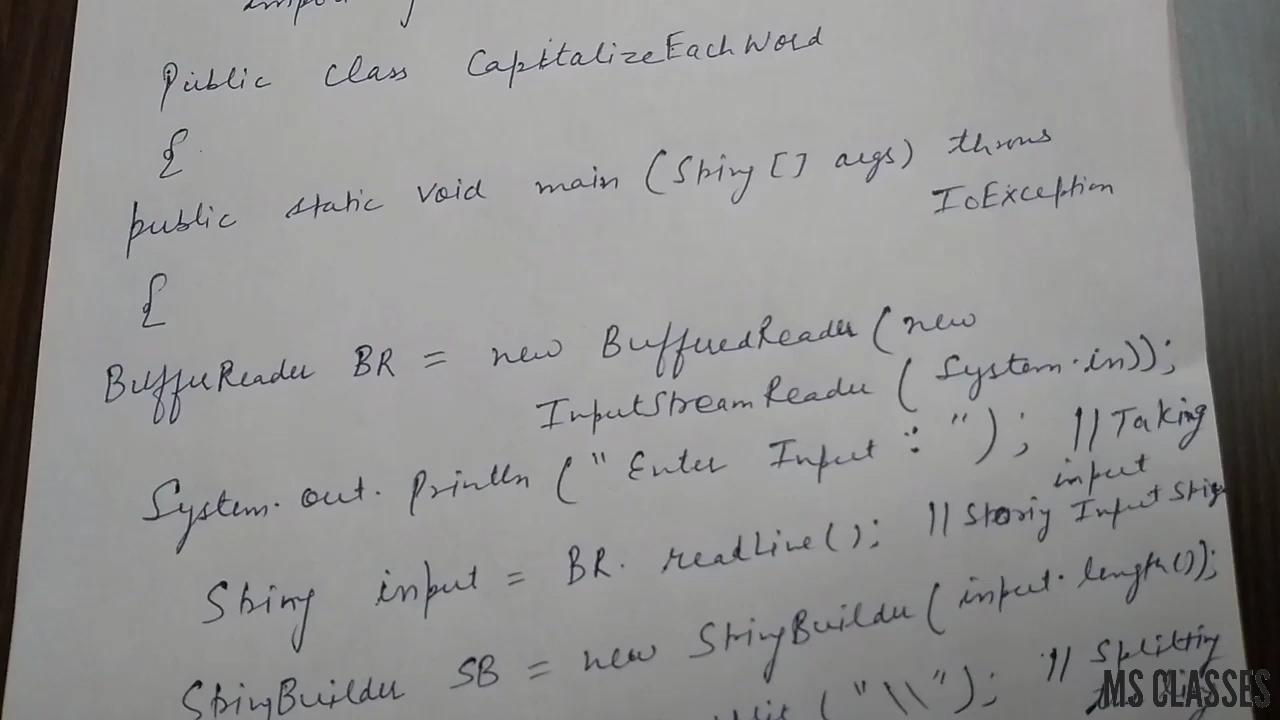 import
Public class CapitalizeEachWord
{
public static void main (String [] args) throws
IoException
{
BufferReader BR = new BufferedReader (new
InputStreamReader ( System.in));
System.out.println (" Enter Input : "); // Taking
input
String input = BR. readLine(); // Storing Input String
StringBuilder SB = new StringBuilder (input.length());
("\\"); // Splitting
MS CLASSES